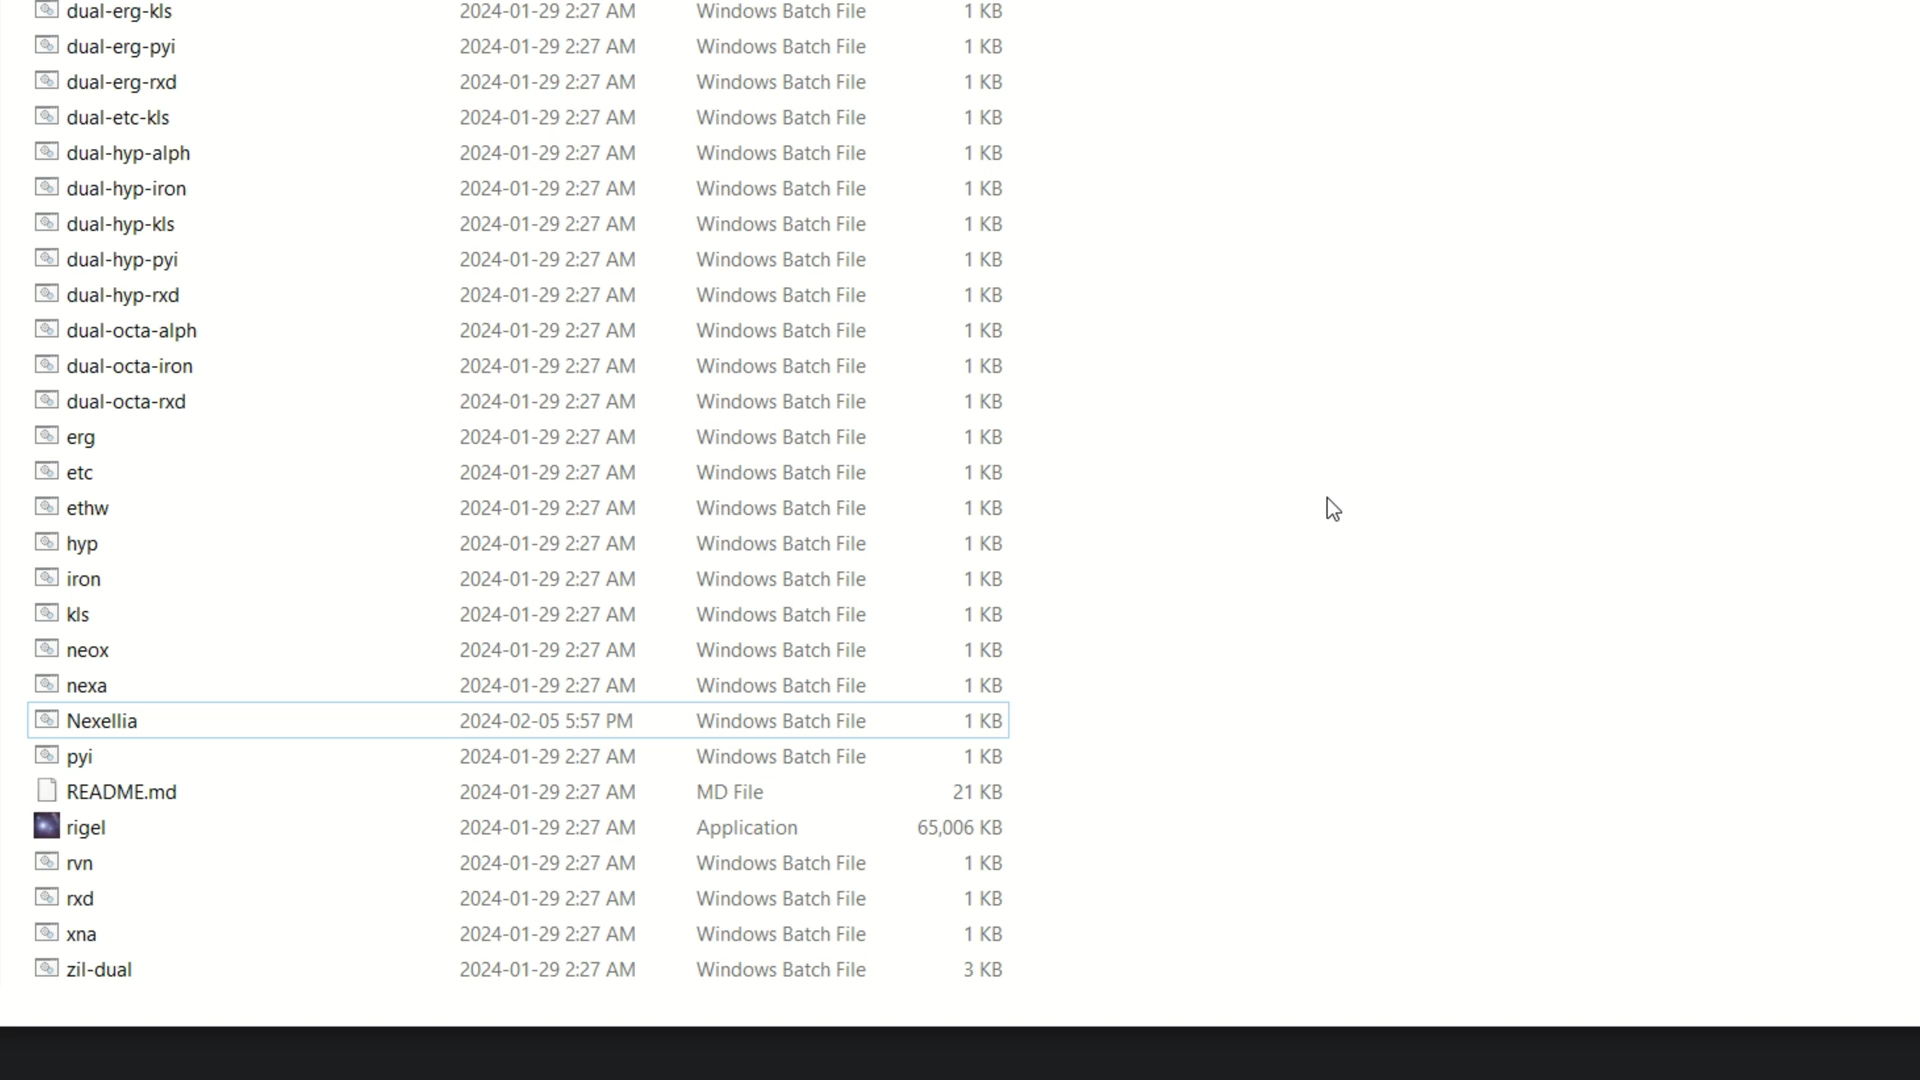 dual-erg-kls 2024-01-29 2:27 AM Windows Batch File 1 KB
dual-erg-pyi 2024-01-29 2:27 AM Windows Batch File 1 KB
dual-erg-rxd 2024-01-29 2:27 AM Windows Batch File 1 KB
dual-etc-kls 2024-01-29 2:27 AM Windows Batch File 1 KB
dual-hyp-alph 2024-01-29 2:27 AM Windows Batch File 1 KB
dual-hyp-iron 2024-01-29 2:27 AM Windows Batch File 1 KB
dual-hyp-kls 2024-01-29 2:27 AM Windows Batch File 1 KB
dual-hyp-pyi 2024-01-29 2:27 AM Windows Batch File 1 KB
dual-hyp-rxd 2024-01-29 2:27 AM Windows Batch File 1 KB
dual-octa-alph 2024-01-29 2:27 AM Windows Batch File 1 KB
dual-octa-iron 2024-01-29 2:27 AM Windows Batch File 1 KB
dual-octa-rxd 2024-01-29 2:27 AM Windows Batch File 1 KB
erg 2024-01-29 2:27 AM Windows Batch File 1 KB
etc 2024-01-29 2:27 AM Windows Batch File 1 KB
ethw 2024-01-29 2:27 AM Windows Batch File 1 KB
hyp 2024-01-29 2:27 AM Windows Batch File 1 KB
iron 2024-01-29 2:27 AM Windows Batch File 1 KB
kls 2024-01-29 2:27 AM Windows Batch File 1 KB
neox 2024-01-29 2:27 AM Windows Batch File 1 KB
nexa 2024-01-29 2:27 AM Windows Batch File 1 KB
Nexellia 2024-02-05 5:57 PM Windows Batch File 1 KB
pyi 2024-01-29 2:27 AM Windows Batch File 1 KB
README.md 2024-01-29 2:27 AM MD File 21 KB
rigel 2024-01-29 2:27 AM Application 65,006 KB
rvn 2024-01-29 2:27 AM Windows Batch File 1 KB
rxd 2024-01-29 2:27 AM Windows Batch File 1 KB
xna 2024-01-29 2:27 AM Windows Batch File 1 KB
zil-dual 2024-01-29 2:27 AM Windows Batch File 3 KB